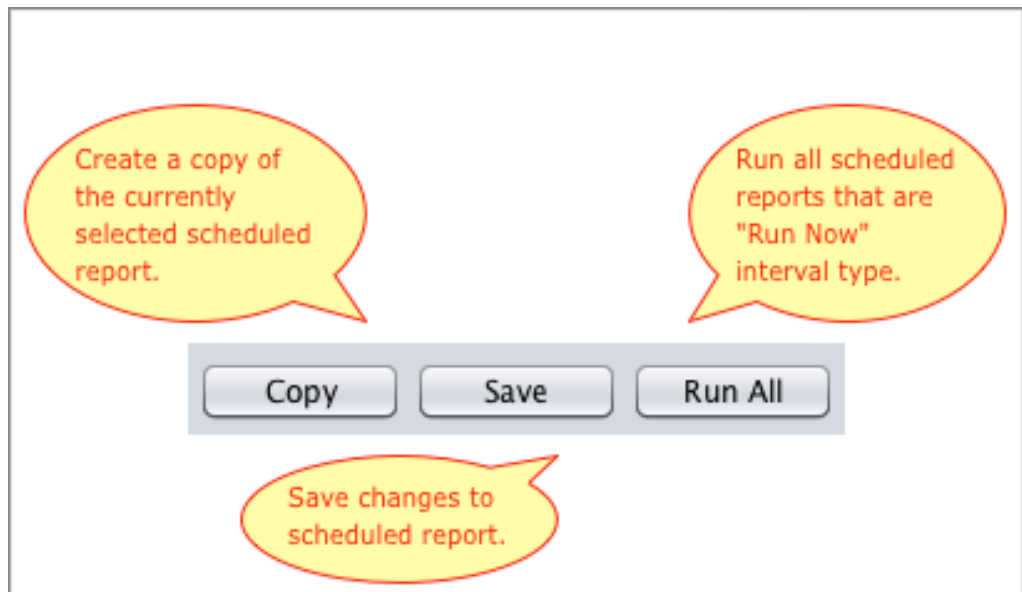 Create a copy of
the currently
selected scheduled
report.
Run all scheduled
reports that are
"Run Now"
interval type.
Copy
Save
Run All
Save changes to
scheduled report.